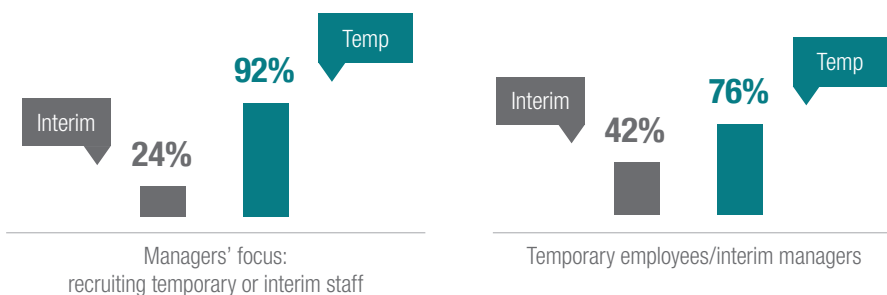 Temp
92%
Interim
24%
Managers’ focus:
recruiting temporary or interim staff
Temp
76%
Interim
42%
Temporary employees/interim managers